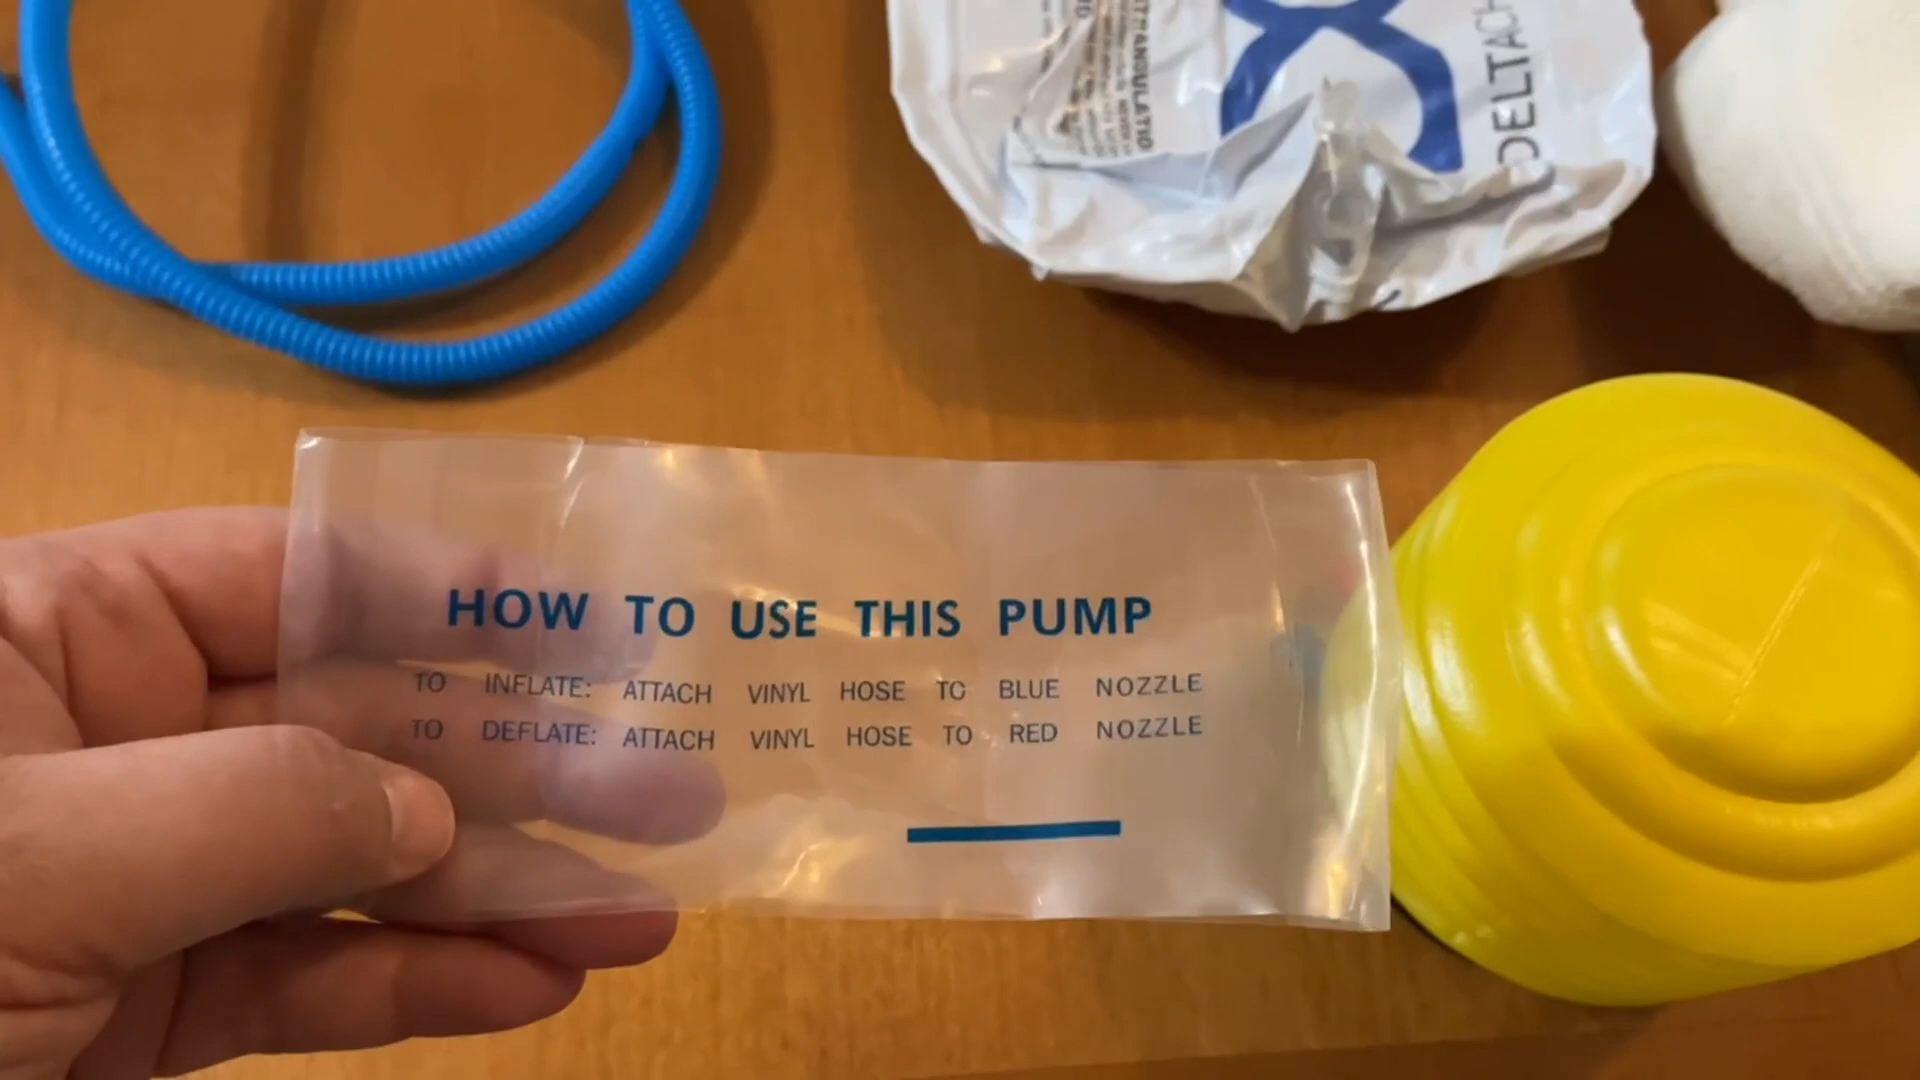 STRANGULATIO
DELTACH
HOW TO USE THIS PUMP
TO INFLATE: ATTACH VINYL HOSE TO BLUE NOZZLE
TO DEFLATE: ATTACH VINYL HOSE TO RED NOZZLE